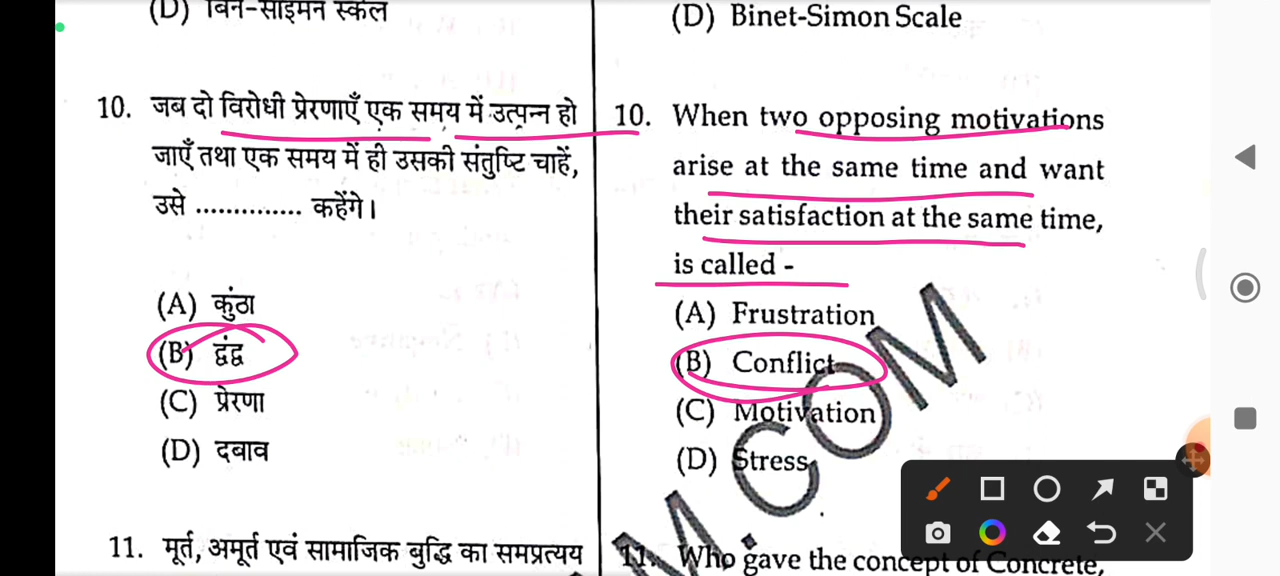 (D) बिने-साइमन स्केल
10. जब दो विरोधी प्रेरणाएँ एक समय में उत्पन्न हो
जाएँ तथा एक समय में ही उसकी संतुष्टि चाहें,
उसे .............. कहेंगे।
(A) कुंठा
(B) द्वंद्व
(C) प्रेरणा
(D) दबाव
11. मूर्त, अमूर्त एवं सामाजिक बुद्धि का समप्रत्यय
(D) Binet-Simon Scale
10. When two opposing motivations
arise at the same time and want
their satisfaction at the same time,
is called -
(A) Frustration
(B) Conflict
(C) Motivation
(D) Stress
11. Who gave the concept of Concrete,
M.COM